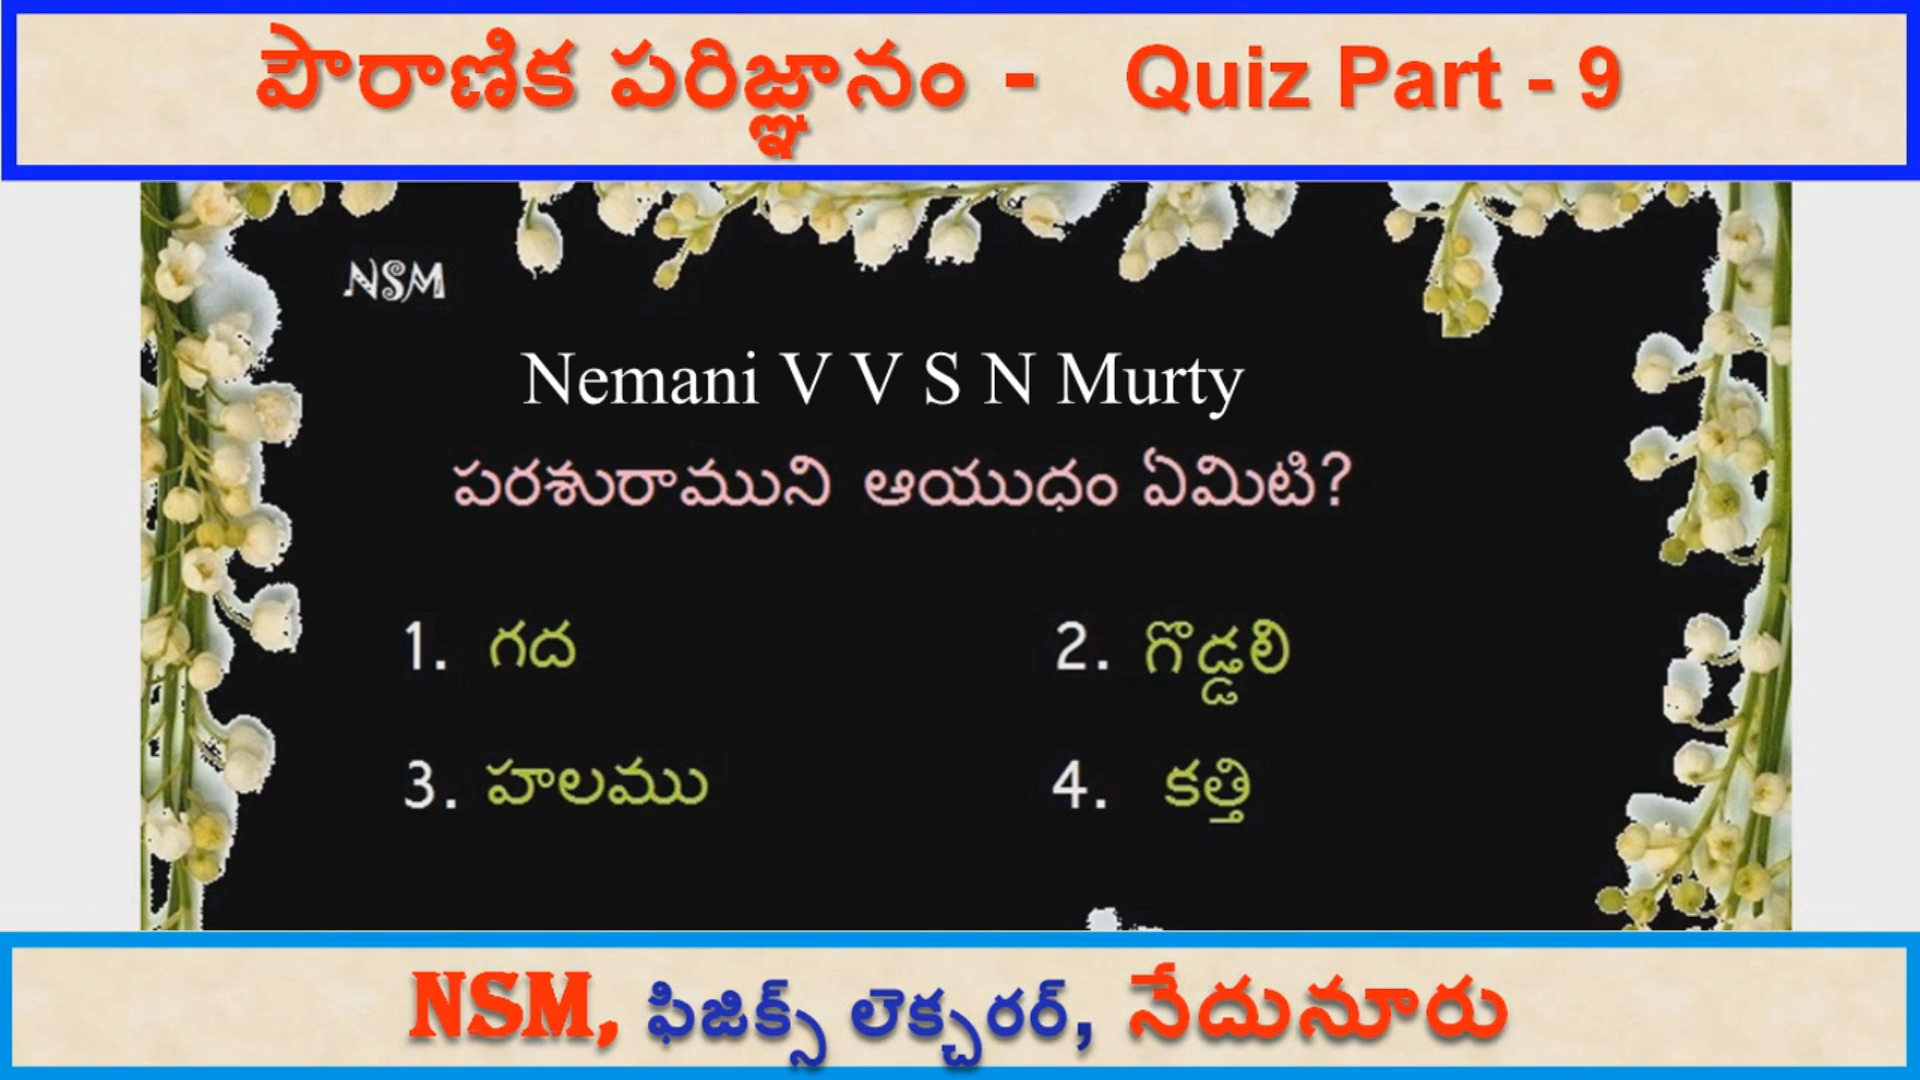 పౌరాణిక పరిజ్ఞానం - Quiz Part - 9
NSM
Nemani V V S N Murty
పరశురాముని ఆయుధం ఏమిటి?
1. గద 2. గొడ్డలి
3. హలము 4. కత్తి
NSM, ఫిజిక్స్ లెక్చరర్, నేదునూరు